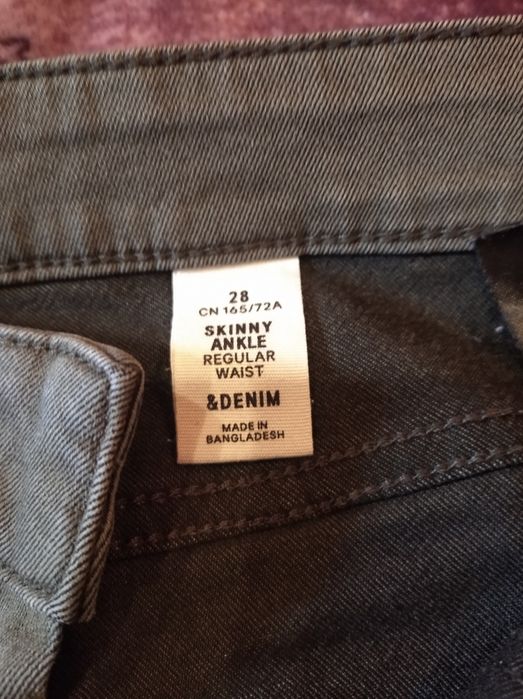 28
CN 165/72A
SKINNY
ANKLE
REGULAR
WAIST
&DENIM
MADE IN
BANGLADESH